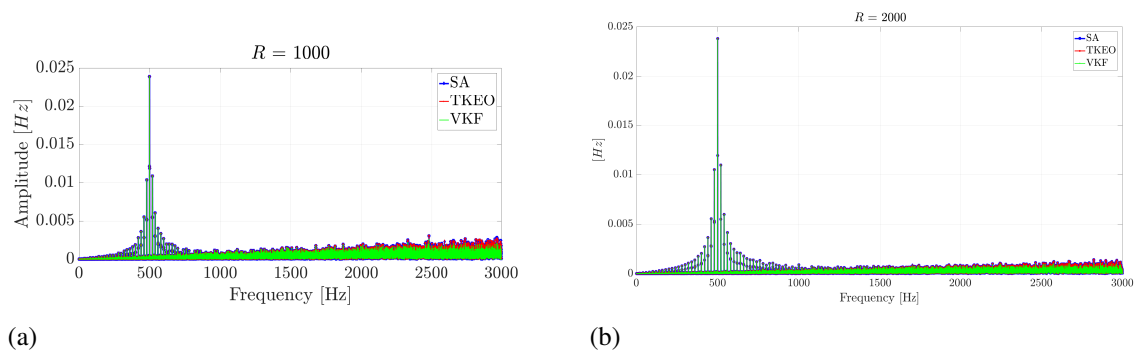 R = 1000
0.025
0.02
0.015
0.01
0.005
0
Amplitude [Hz]
SA
TKEO
VKF
0 500 1000 1500 2000 2500 3000
Frequency [Hz]
(a)
R = 2000
0.025
0.02
0.015
0.01
0.005
0
[Hz]
SA
TKEO
VKF
0 500 1000 1500 2000 2500 3000
Frequency [Hz]
(b)